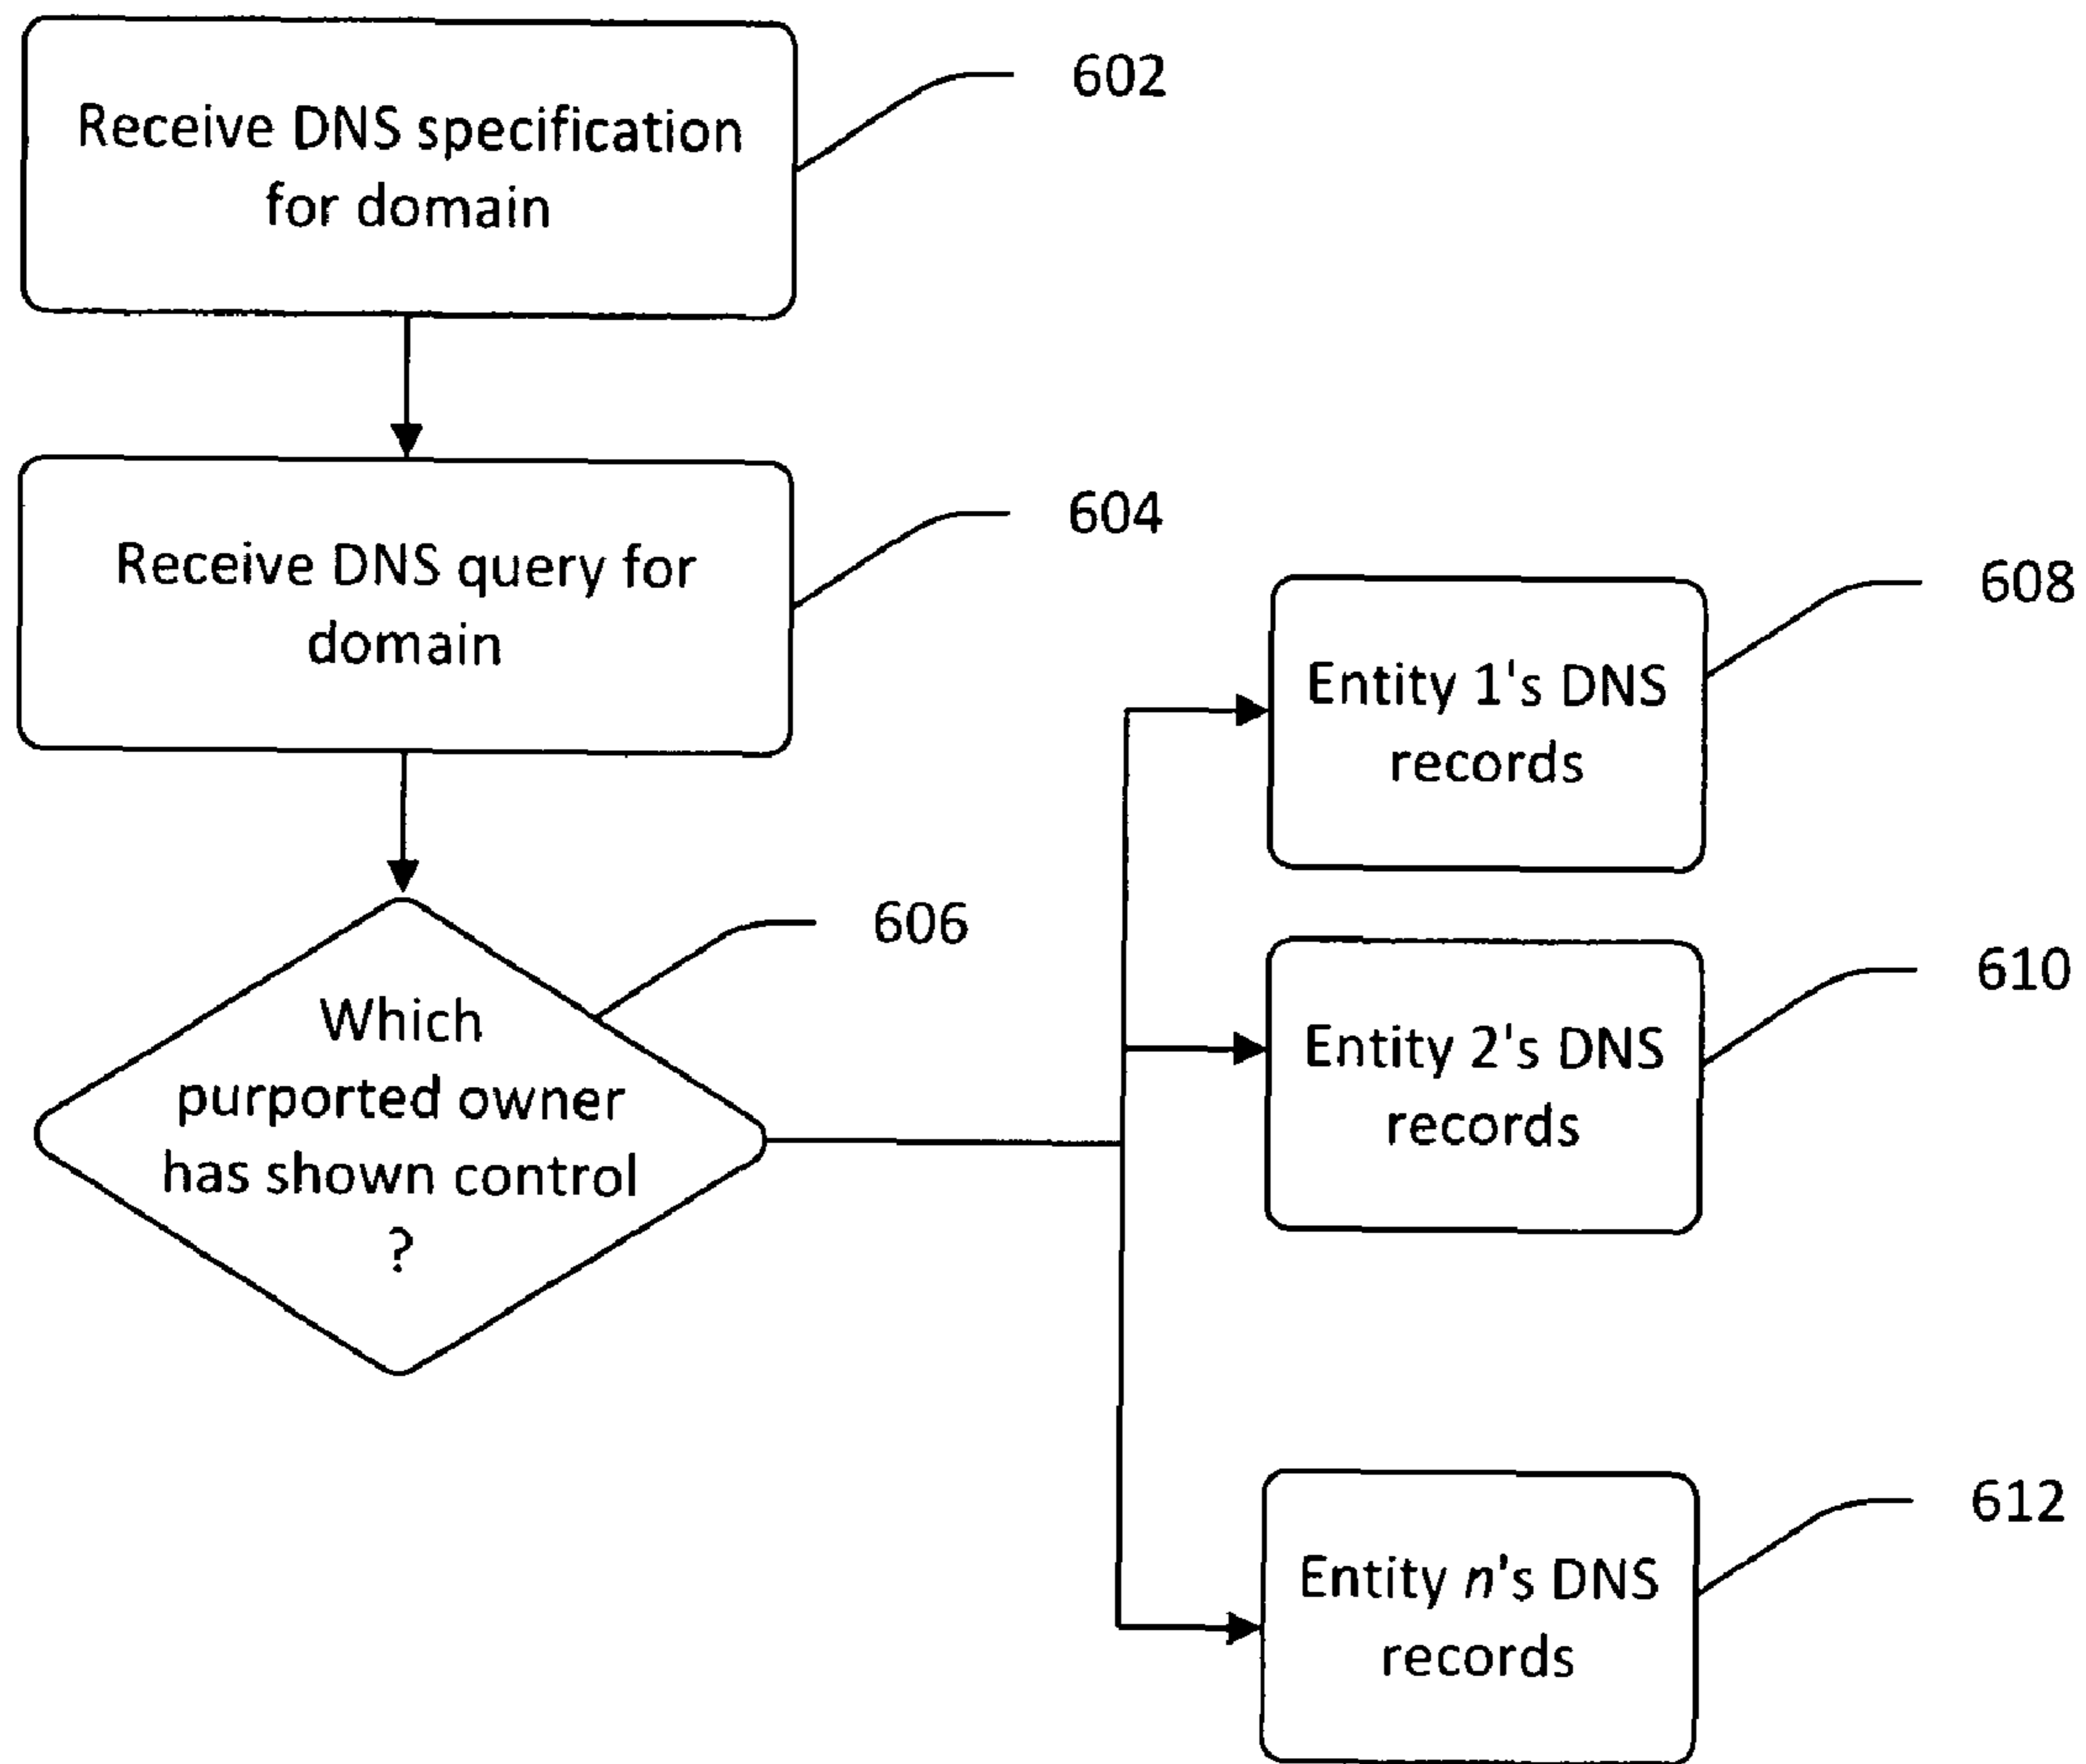 Receive DNS specification
for domain
602
Receive DNS query for
domain
604
Which
purported owner
has shown control
?
606
Entity 1's DNS
records
608
Entity 2's DNS
records
610
Entity n's DNS
records
612